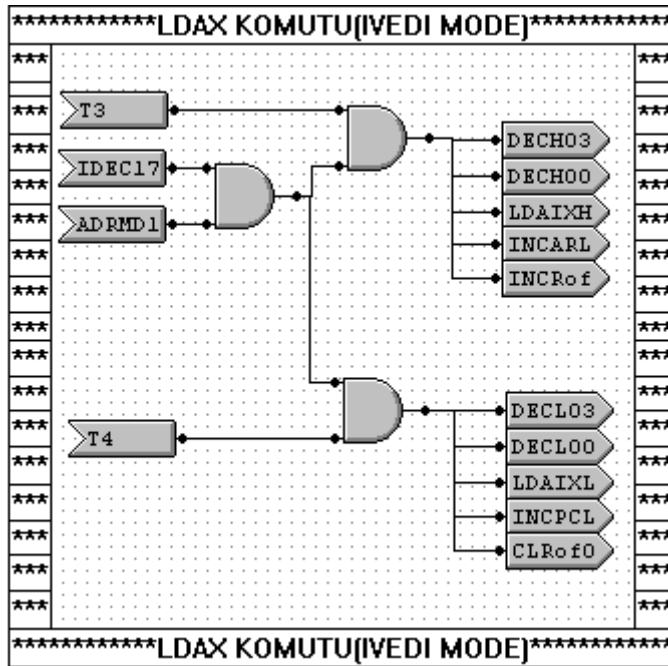 ************LDAX KOMUTU(IVEDI MODE)************
T3
IDEC17
ADRMD1
DECH03
DECH00
LDAIXH
INCARL
INCRof
T4
DECL03
DECL00
LDAIXL
INCPCL
CLRof0
************LDAX KOMUTU(IVEDI MODE)************